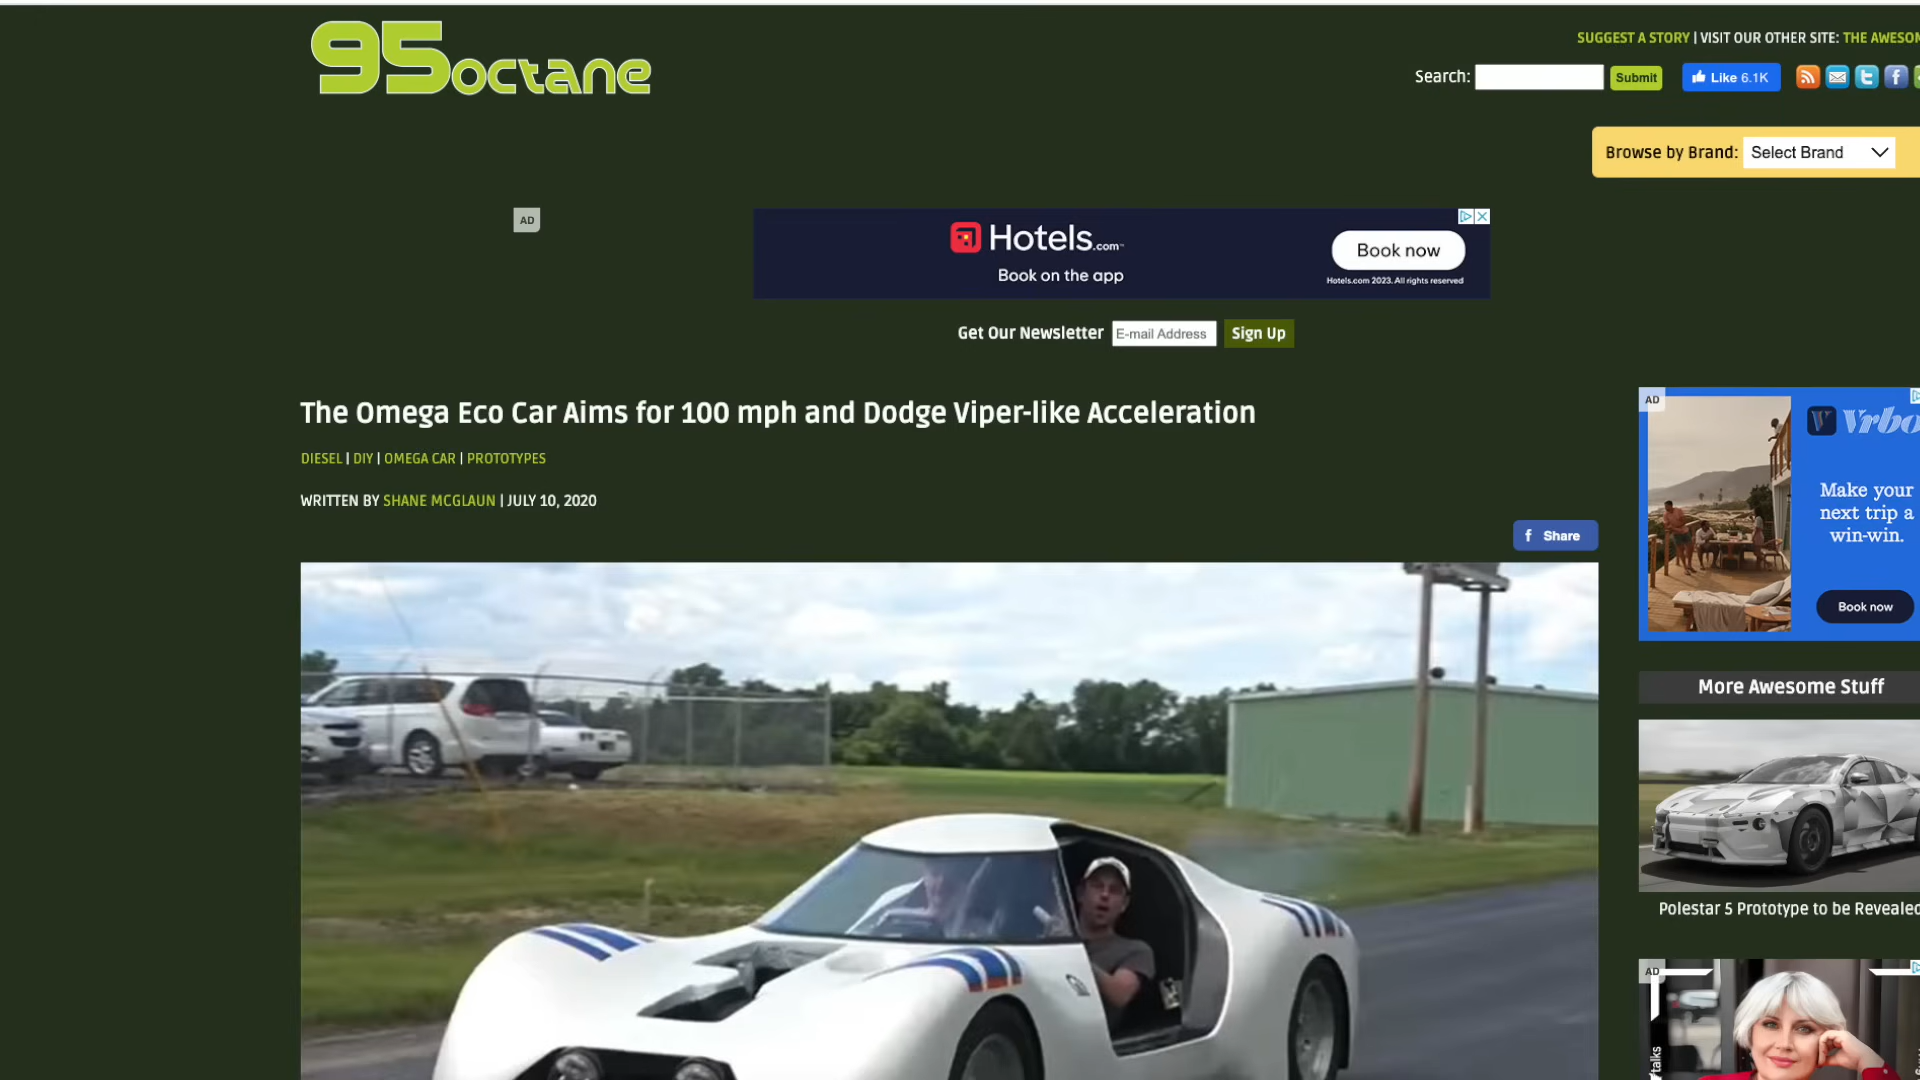 95octane
SUGGEST A STORY | VISIT OUR OTHER SITE: THE AWESOM
Search:
Submit
Like 6.1K
Browse by Brand: Select Brand
AD
Hotels.com™
Book on the app
Book now
Hotels.com 2023. All rights reserved
Get Our Newsletter E-mail Address Sign Up
The Omega Eco Car Aims for 100 mph and Dodge Viper-like Acceleration
DIESEL | DIY | OMEGA CAR | PROTOTYPES
WRITTEN BY SHANE MCGLAUN | JULY 10, 2020
Share
AD
Vrbo
Make your
next trip a
win-win.
Book now
More Awesome Stuff
Polestar 5 Prototype to be Revealed
AD
talks